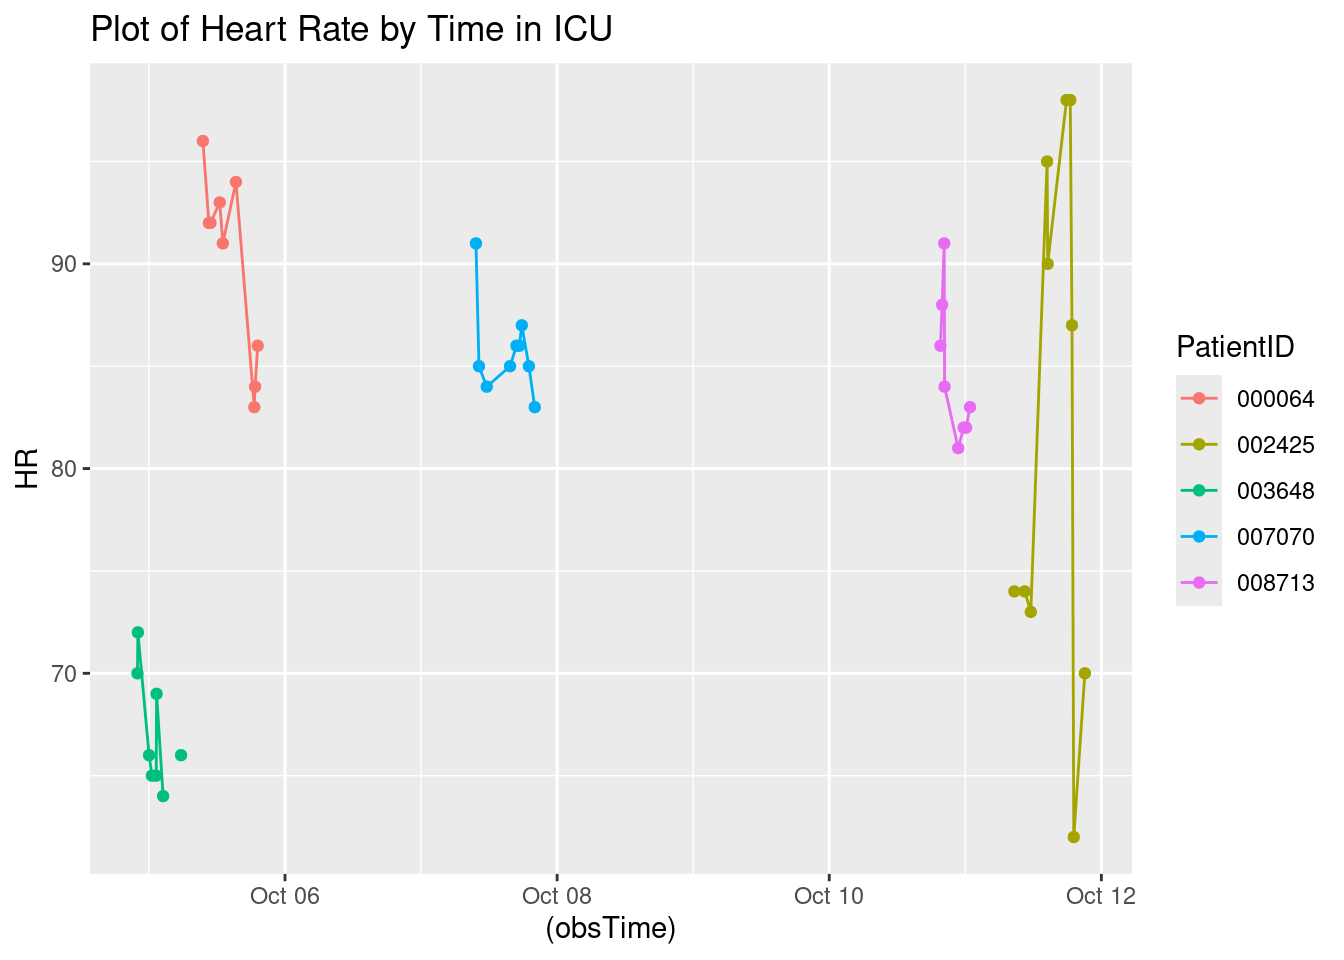 Plot of Heart Rate by Time in ICU
HR
90
80
70
Oct 06
Oct 08
Oct 10
Oct 12
(obsTime)
PatientID
000064
002425
003648
007070
008713